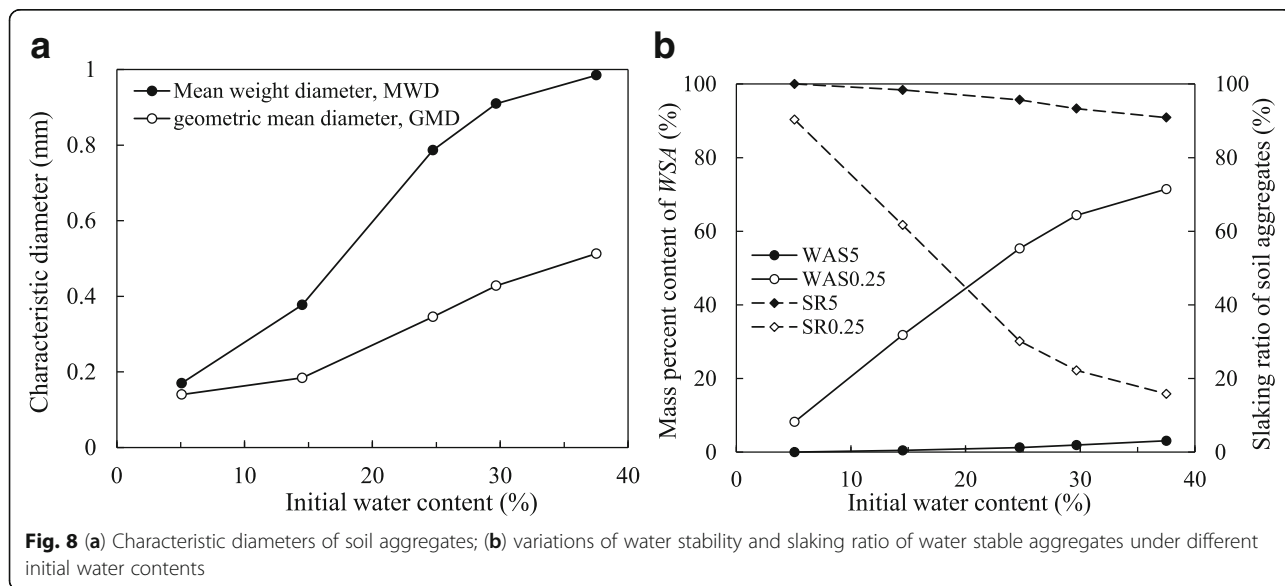 a
Characteristic diameter (mm)
1
0.8
0.6
0.4
0.2
0
Mean weight diameter, MWD
geometric mean diameter, GMD
0 10 20 30 40
Initial water content (%)
b
Mass percent content of WSA (%)
100
80
60
40
20
0
WAS5
WAS0.25
SR5
SR0.25
0 10 20 30 40
Initial water content (%)
100
80
60
40
20
0
Slaking ratio of soil aggregates (%)
Fig. 8 (a) Characteristic diameters of soil aggregates; (b) variations of water stability and slaking ratio of water stable aggregates under different
initial water contents